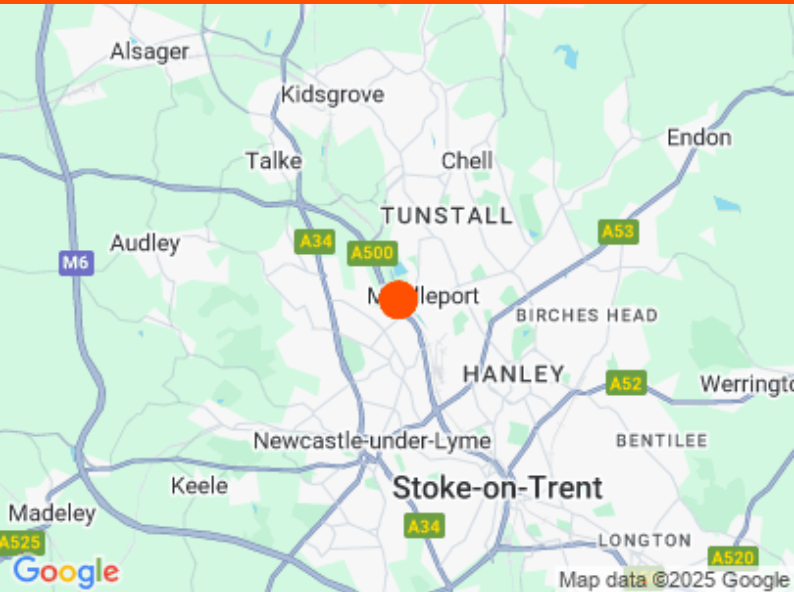 Alsager
Kidsgrove
Endon
Talke
Chell
TUNSTALL
A53
A34
Audley
A500
M6
lleport
BIRCHES HEAD
HANLEY
A52
Werringto
Newcastle-under-Lyme
BENTILEE
Keele
Stoke-on-Trent
Madeley
A34
A525
LONGTON
A520
Google
Map data ©2025 Google